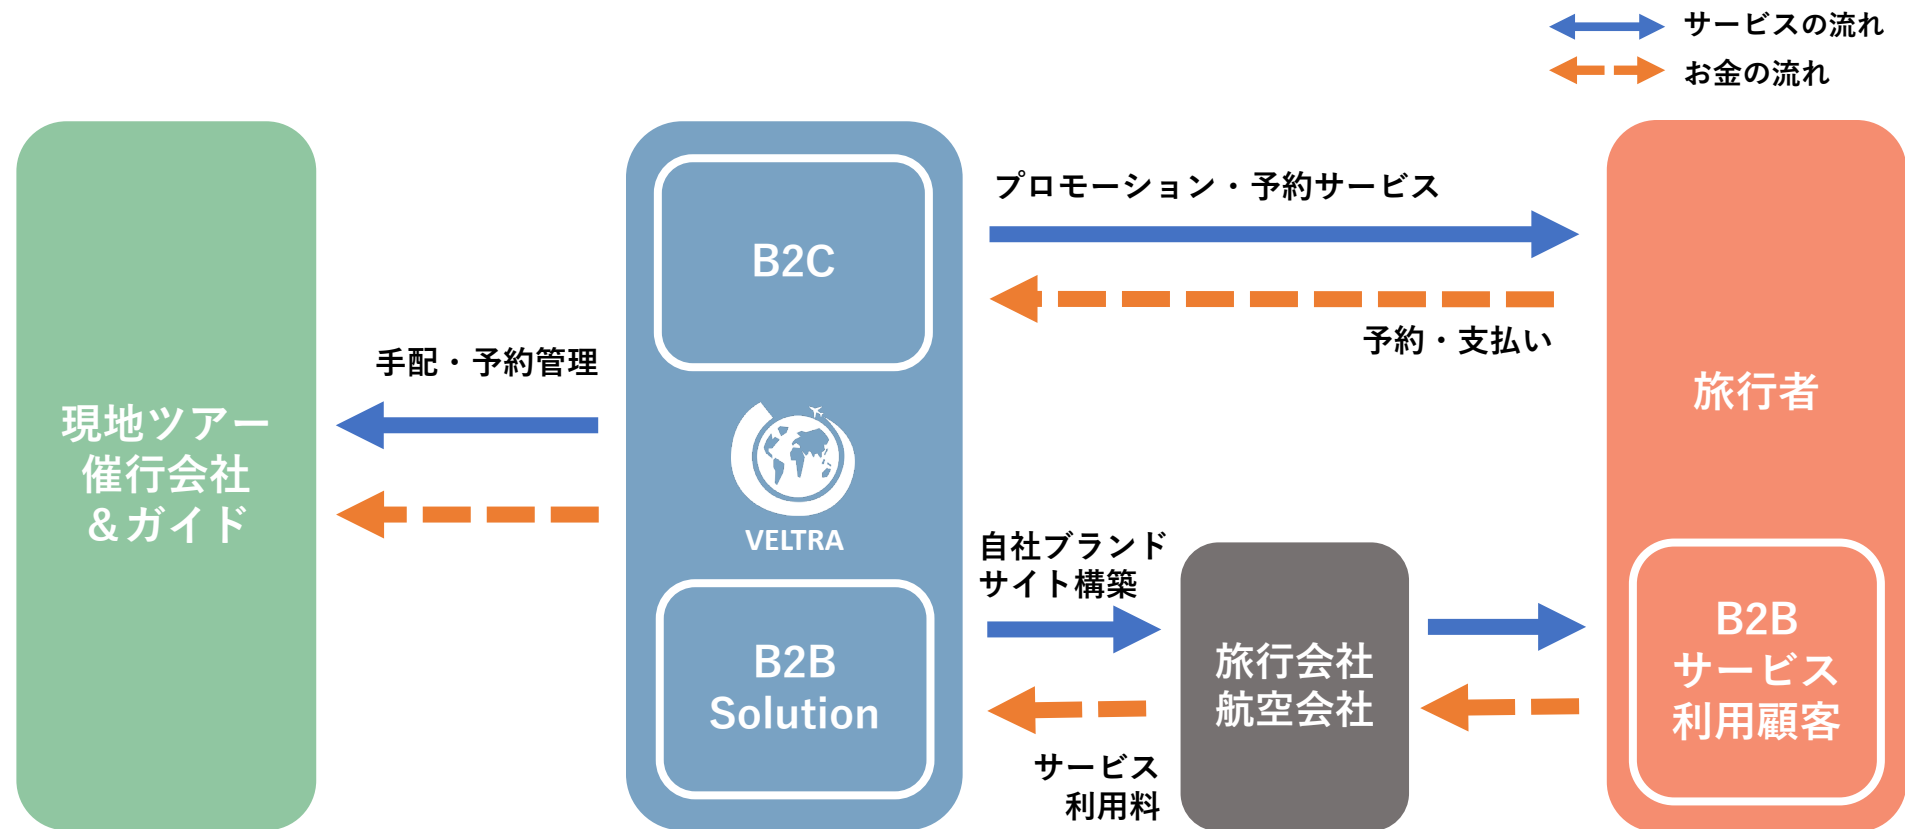 サービスの流れ
お金の流れ
現地ツアー
催行会社
＆ガイド
手配・予約管理
B2C
VELTRA
B2B
Solution
プロモーション・予約サービス
予約・支払い
自社ブランド
サイト構築
サービス
利用料
旅行会社
航空会社
旅行者
B2B
サービス
利用顧客